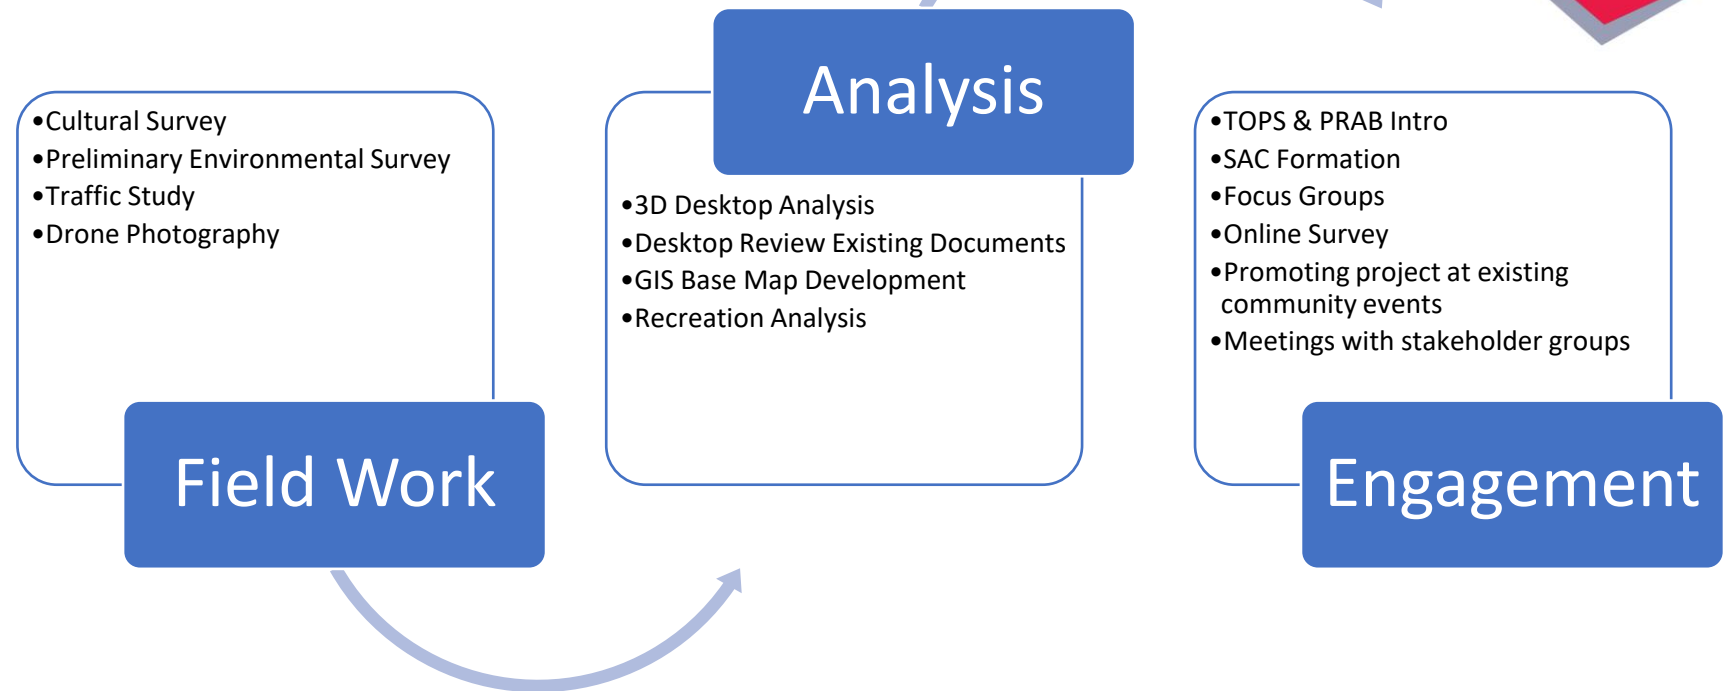 •Cultural Survey
•Preliminary Environmental Survey
•Traffic Study
•Drone Photography
Field Work
Analysis
•3D Desktop Analysis
•Desktop Review Existing Documents
•GIS Base Map Development
•Recreation Analysis
•TOPS & PRAB Intro
•SAC Formation
•Focus Groups
•Online Survey
•Promoting project at existing
community events
•Meetings with stakeholder groups
Engagement